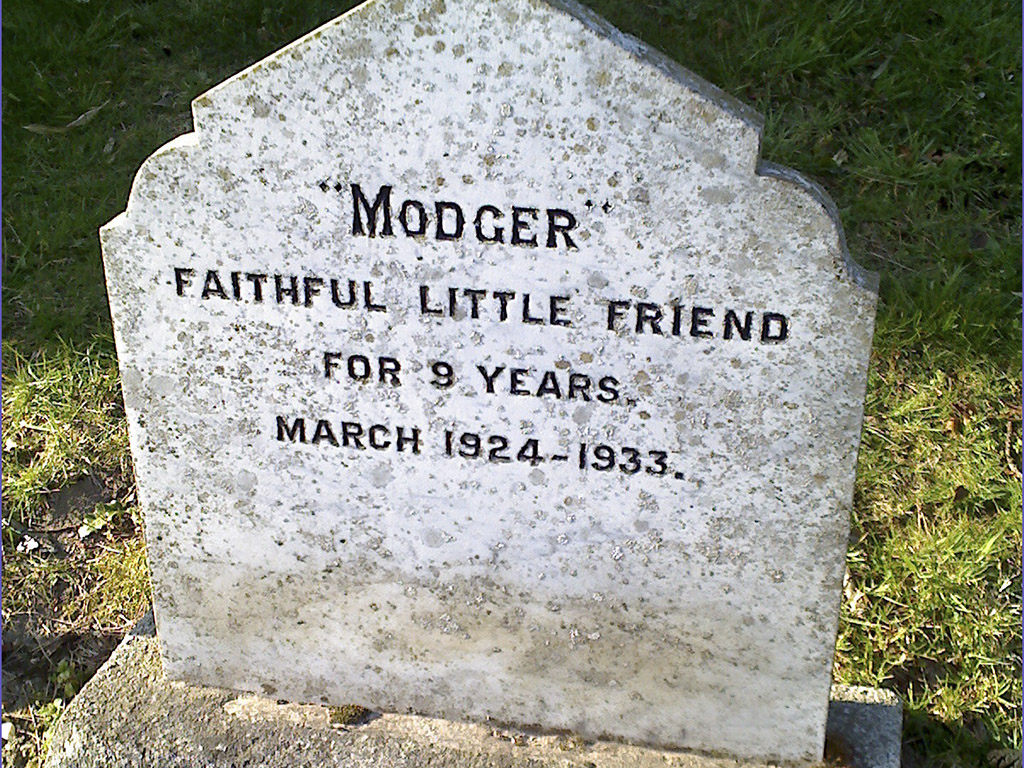 "MODGER"
FAITHFUL LITTLE FRIEND
FOR 9 YEARS.
MARCH 1924-1933.